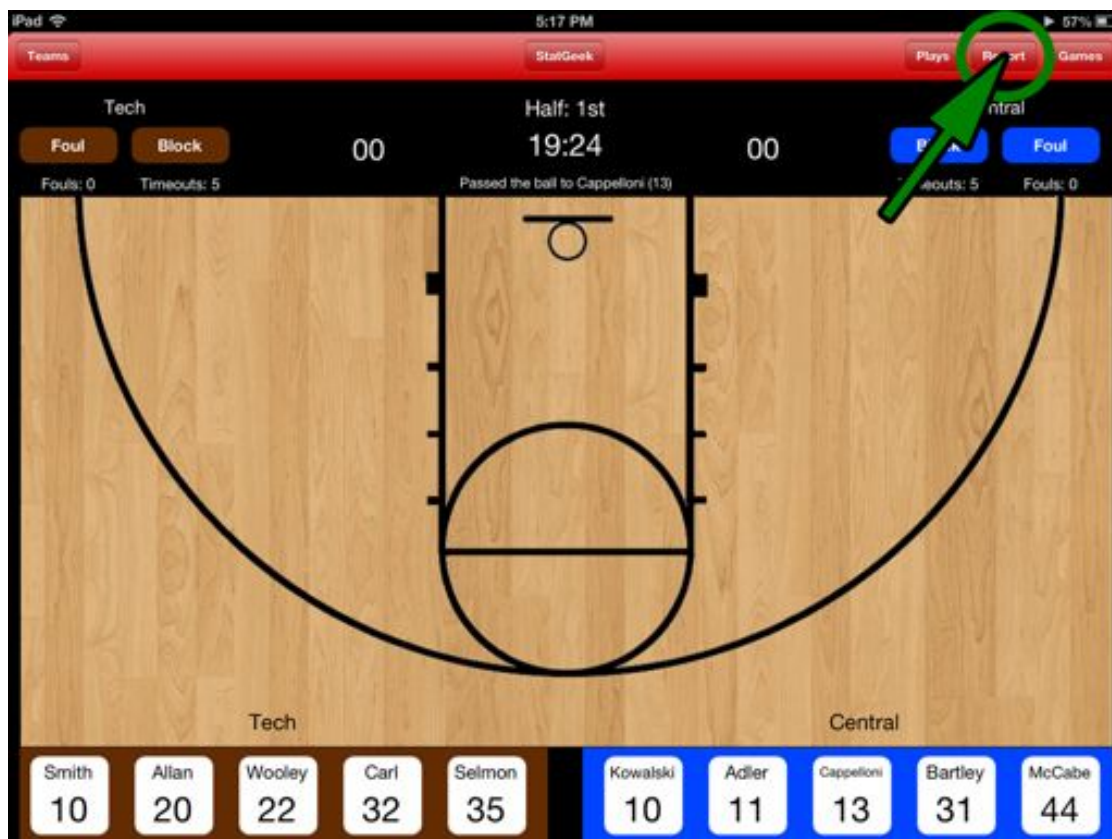 iPad 5:17 PM 57%
Teams StatGeek Plays Games
Tech Half: 1st
Foul Block 00 19:24 00 Foul
Fouls: 0 Timeouts: 5 Passed the ball to Cappelloni (13) Fouls: 0
Tech Central
Smith Allan Wooley Carl Selmon Kowalski Adler Cappelloni Bartley McCabe
10 20 22 32 35 10 11 13 31 44